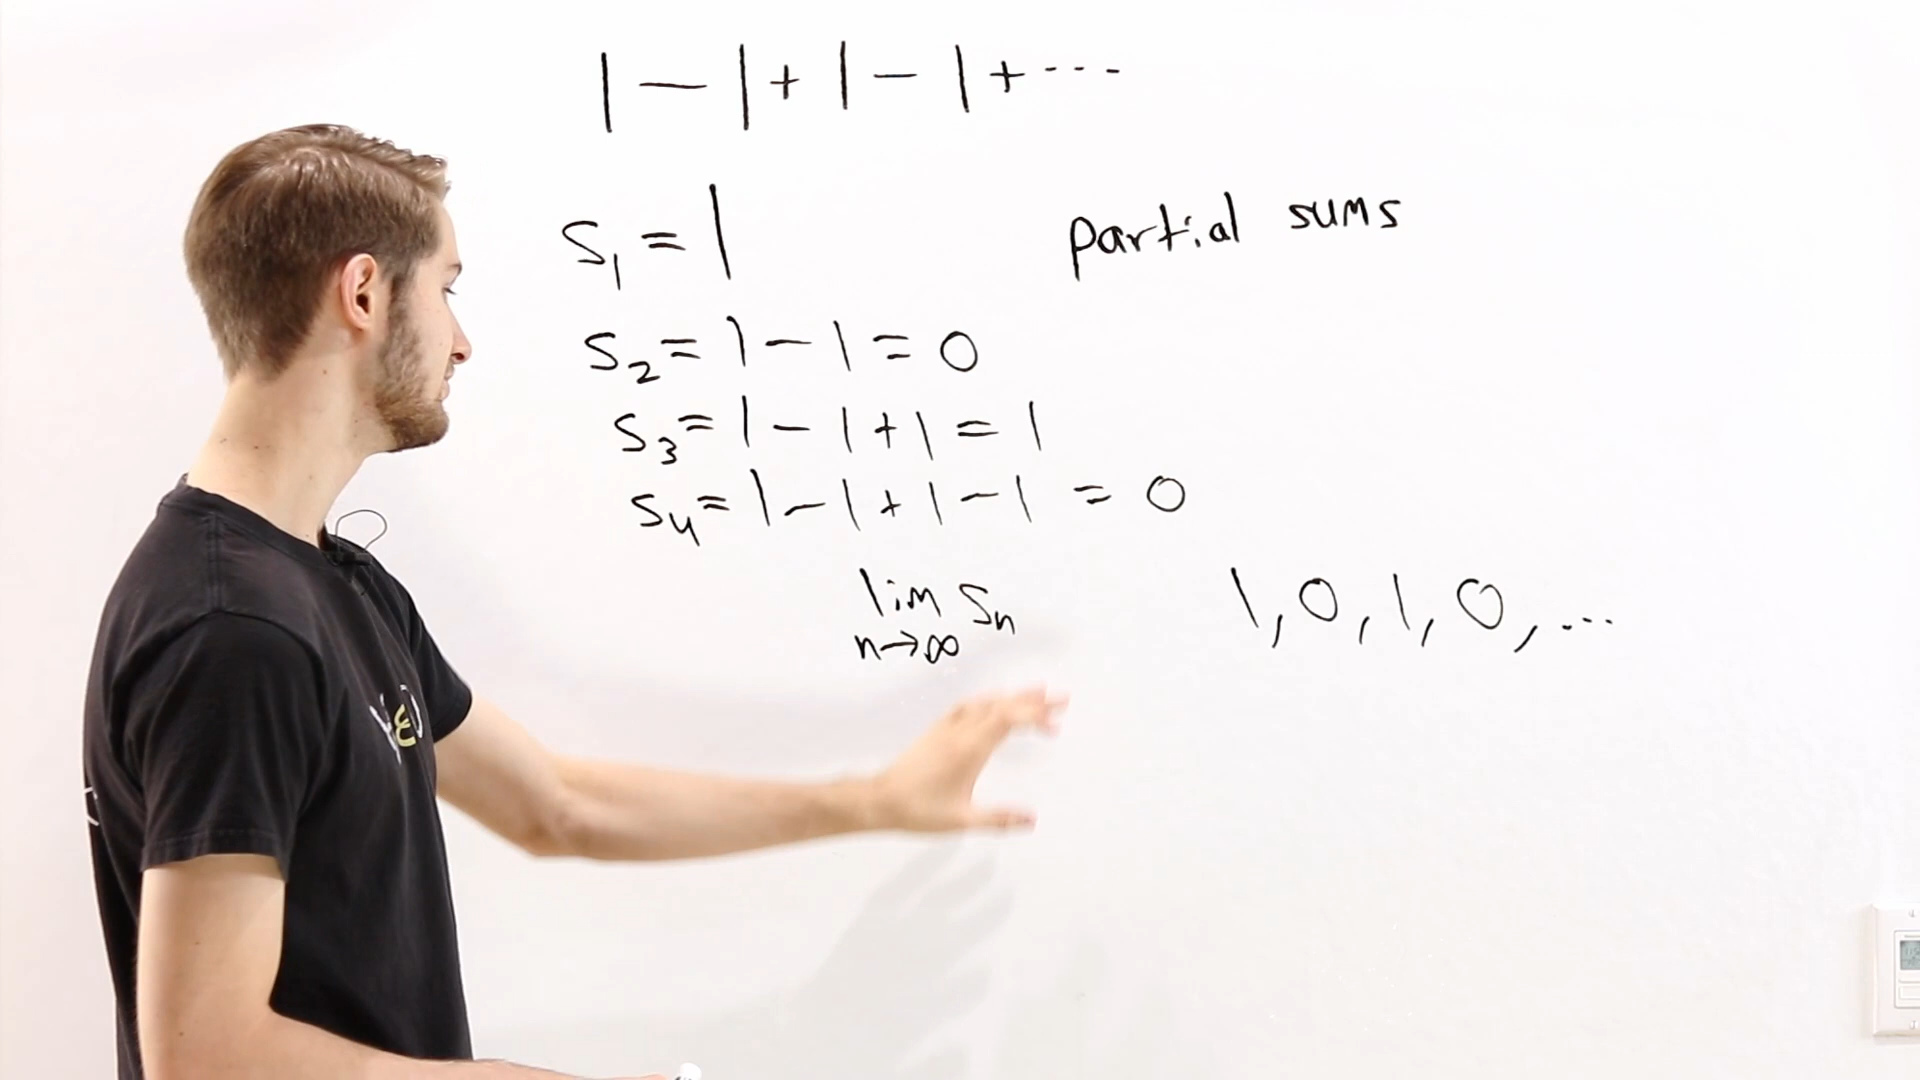 1 — 1 + 1 — 1 + ...
S₁ = 1
partial sums
S₂ = 1 — 1 = 0
S₃ = 1 — 1 + 1 = 1
S₄ = 1 — 1 + 1 — 1 = 0
lim Sₙ
n→∞
1, 0, 1, 0, ...